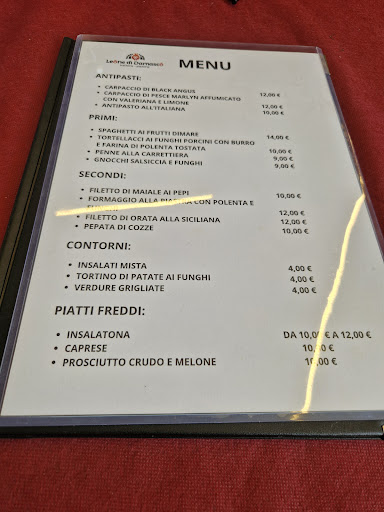 Leone di Damasco
MENU
ANTIPASTI:
• CARPACCIO DI BLACK ANGUS 12,00 €
• CARPACCIO DI PESCE MARLYN AFFUMICATO
CON VALERIANA E LIMONE 12,00 €
• ANTIPASTO ALL'ITALIANA 10,00 €
PRIMI:
• SPAGHETTI AI FRUTTI DIMARE 14,00 €
• TORTELLACCI AI FUNGHI PORCINI CON BURRO
E FARINA DI POLENTA TOSTATA 10,00 €
• PENNE ALLA CARRETTIERA 9,00 €
• GNOCCHI SALSICCIA E FUNGHI 9,00 €
SECONDI:
• FILETTO DI MAIALE AI PEPI 10,00 €
• FORMAGGIO ALLA PIASTRA CON POLENTA E
12,00 €
• FILETTO DI ORATA ALLA SICILIANA 12,00 €
• PEPATA DI COZZE 10,00 €
CONTORNI:
• INSALATI MISTA 4,00 €
• TORTINO DI PATATE AI FUNGHI 4,00 €
• VERDURE GRIGLIATE 4,00 €
PIATTI FREDDI:
• INSALATONA DA 10,00 € A 12,00 €
• CAPRESE 10,00 €
• PROSCIUTTO CRUDO E MELONE 10,00 €